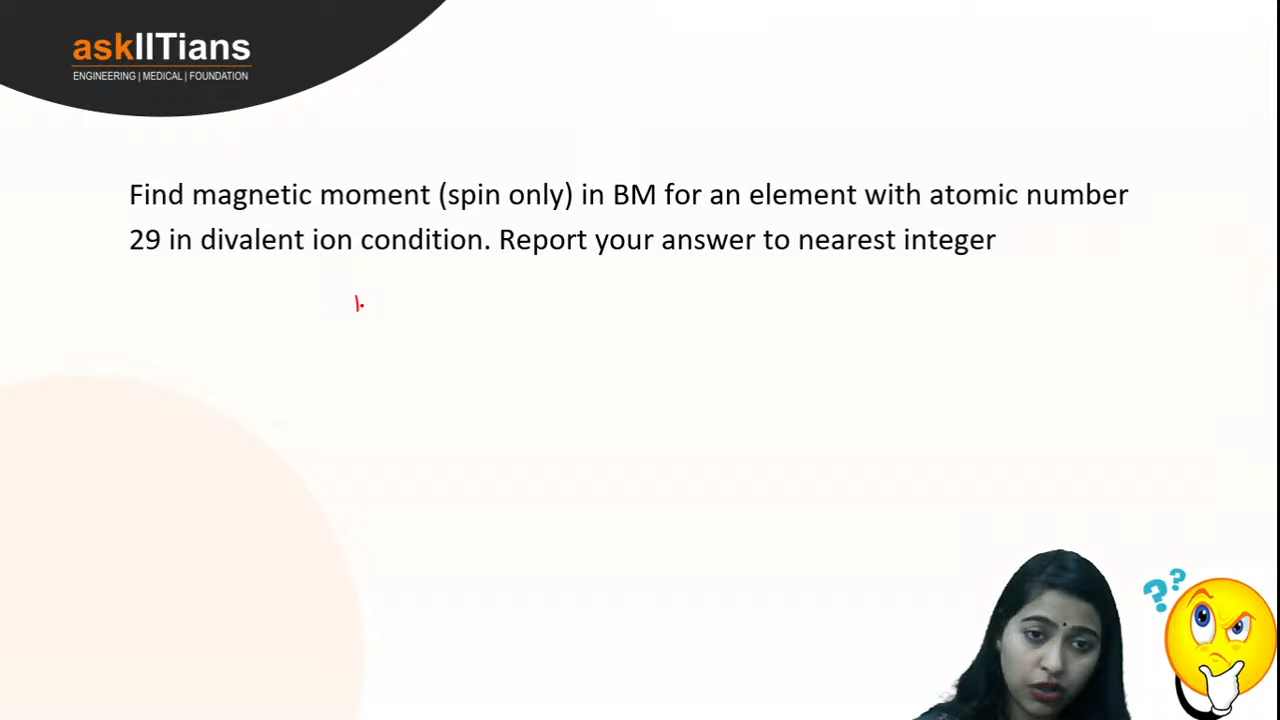 askIITians
ENGINEERING | MEDICAL | FOUNDATION
Find magnetic moment (spin only) in BM for an element with atomic number
29 in divalent ion condition. Report your answer to nearest integer
??